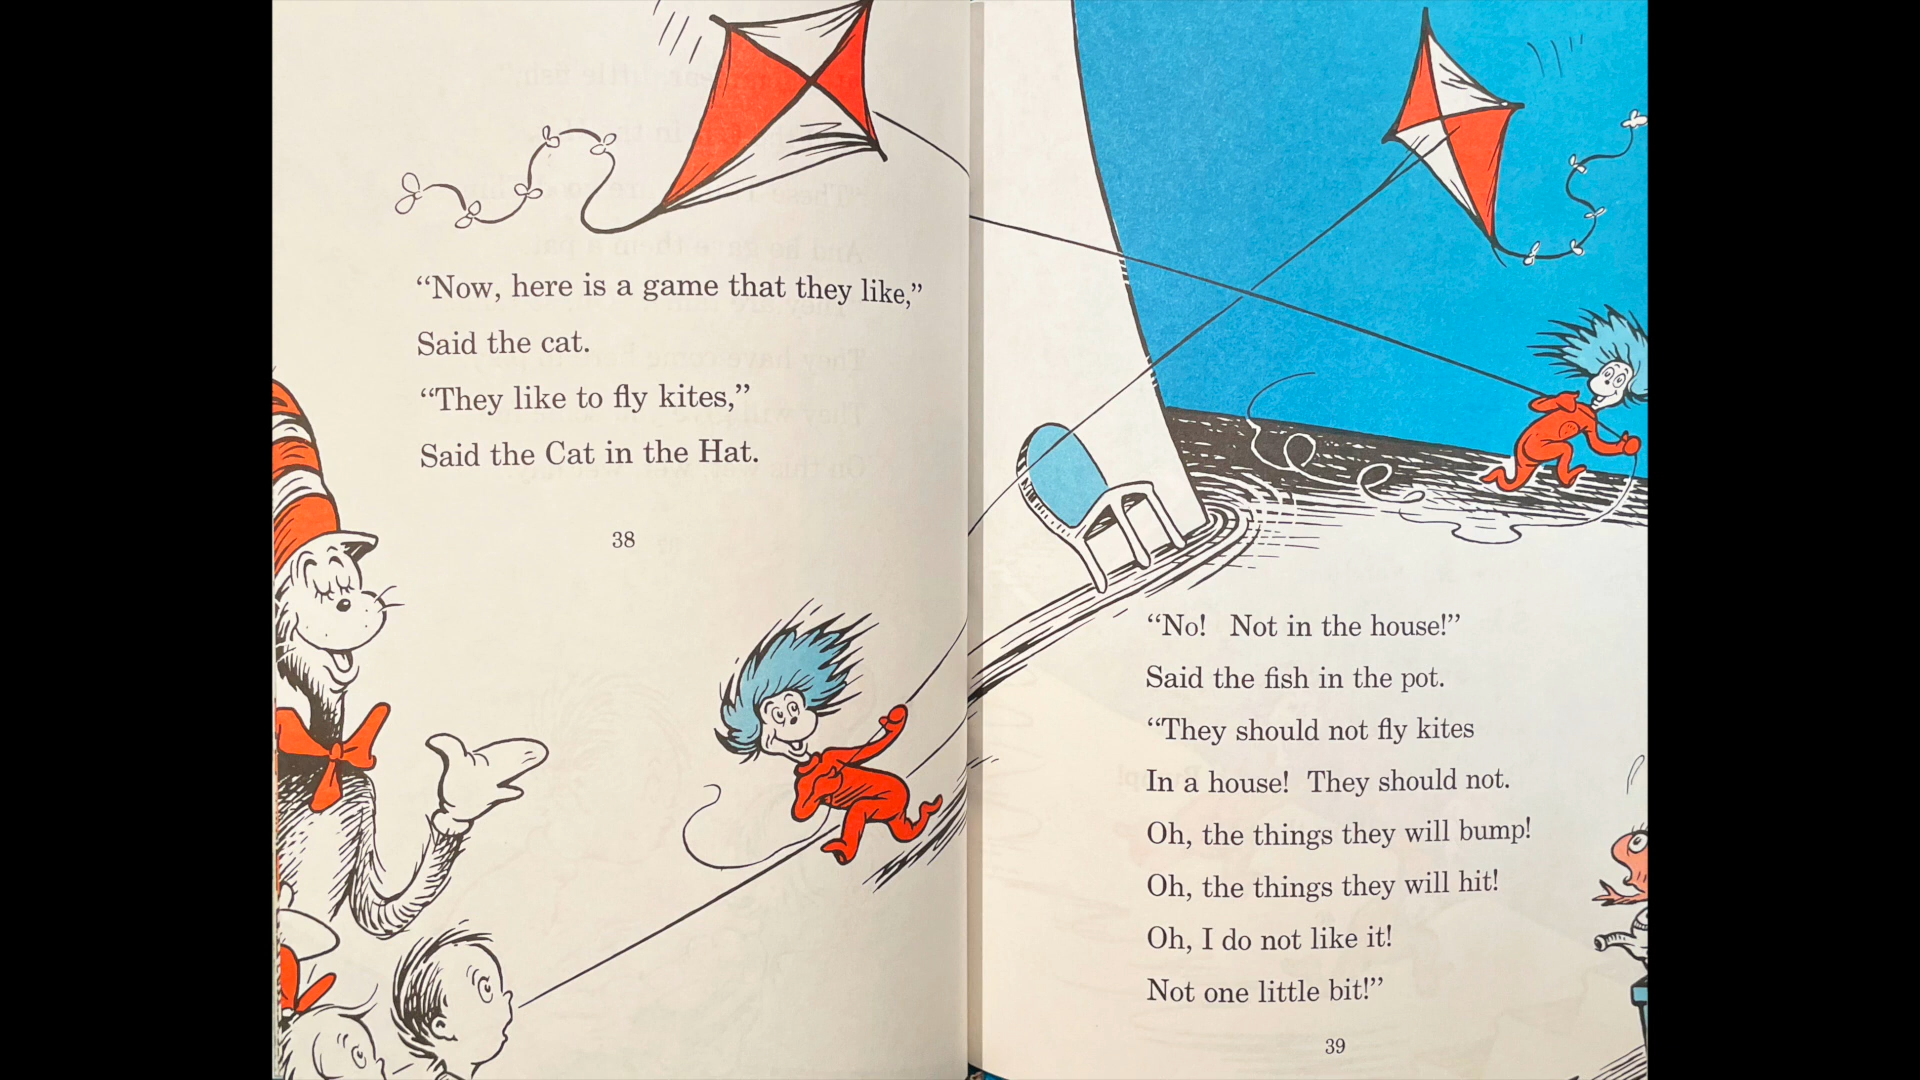 “Now, here is a game that they like,”
Said the cat.
“They like to fly kites,”
Said the Cat in the Hat.
38
“No! Not in the house!”
Said the fish in the pot.
“They should not fly kites
In a house! They should not.
Oh, the things they will bump!
Oh, the things they will hit!
Oh, I do not like it!
Not one little bit!”
39